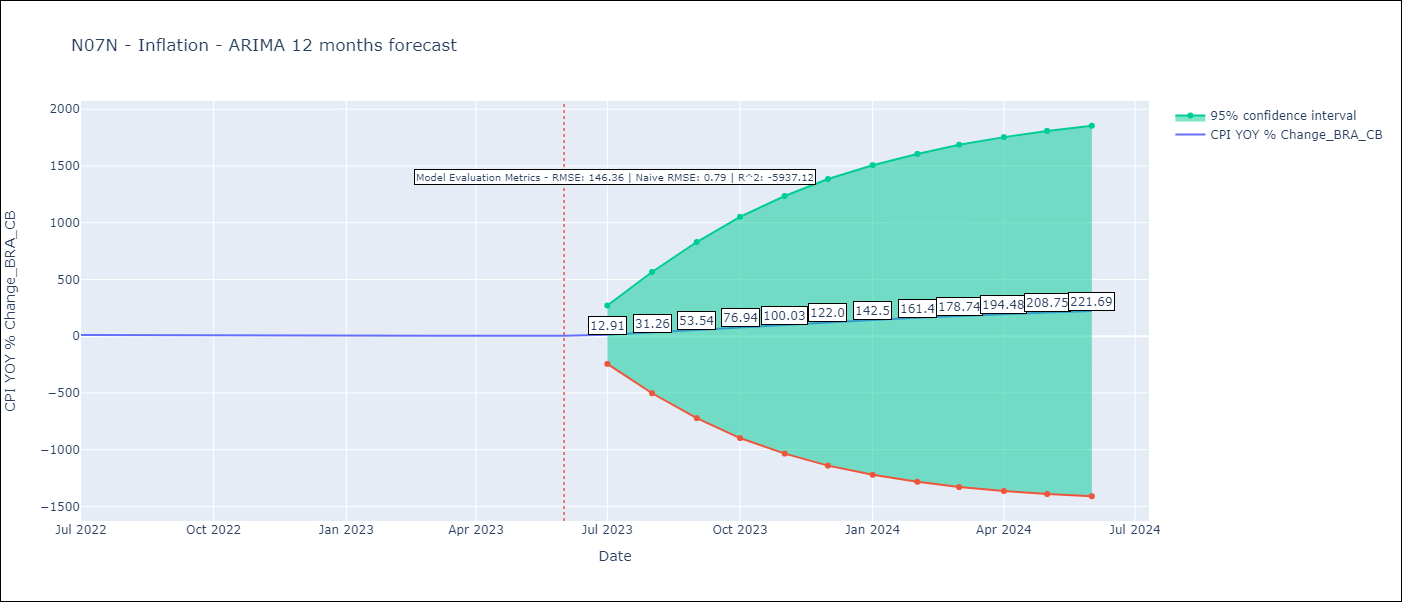 N07N - Inflation - ARIMA 12 months forecast
95% confidence interval
CPI YOY % Change_BRA_CB
Model Evaluation Metrics - RMSE: 146.36 | Naive RMSE: 0.79 | R^2: -5937.12
CPI YOY % Change_BRA_CB
2000
1500
1000
500
0
−500
−1000
−1500
12.91
31.26
53.54
76.94
100.03
122.0
142.5
161.4
178.74
194.48
208.75
221.69
Jul 2022
Oct 2022
Jan 2023
Apr 2023
Jul 2023
Oct 2023
Jan 2024
Apr 2024
Jul 2024
Date